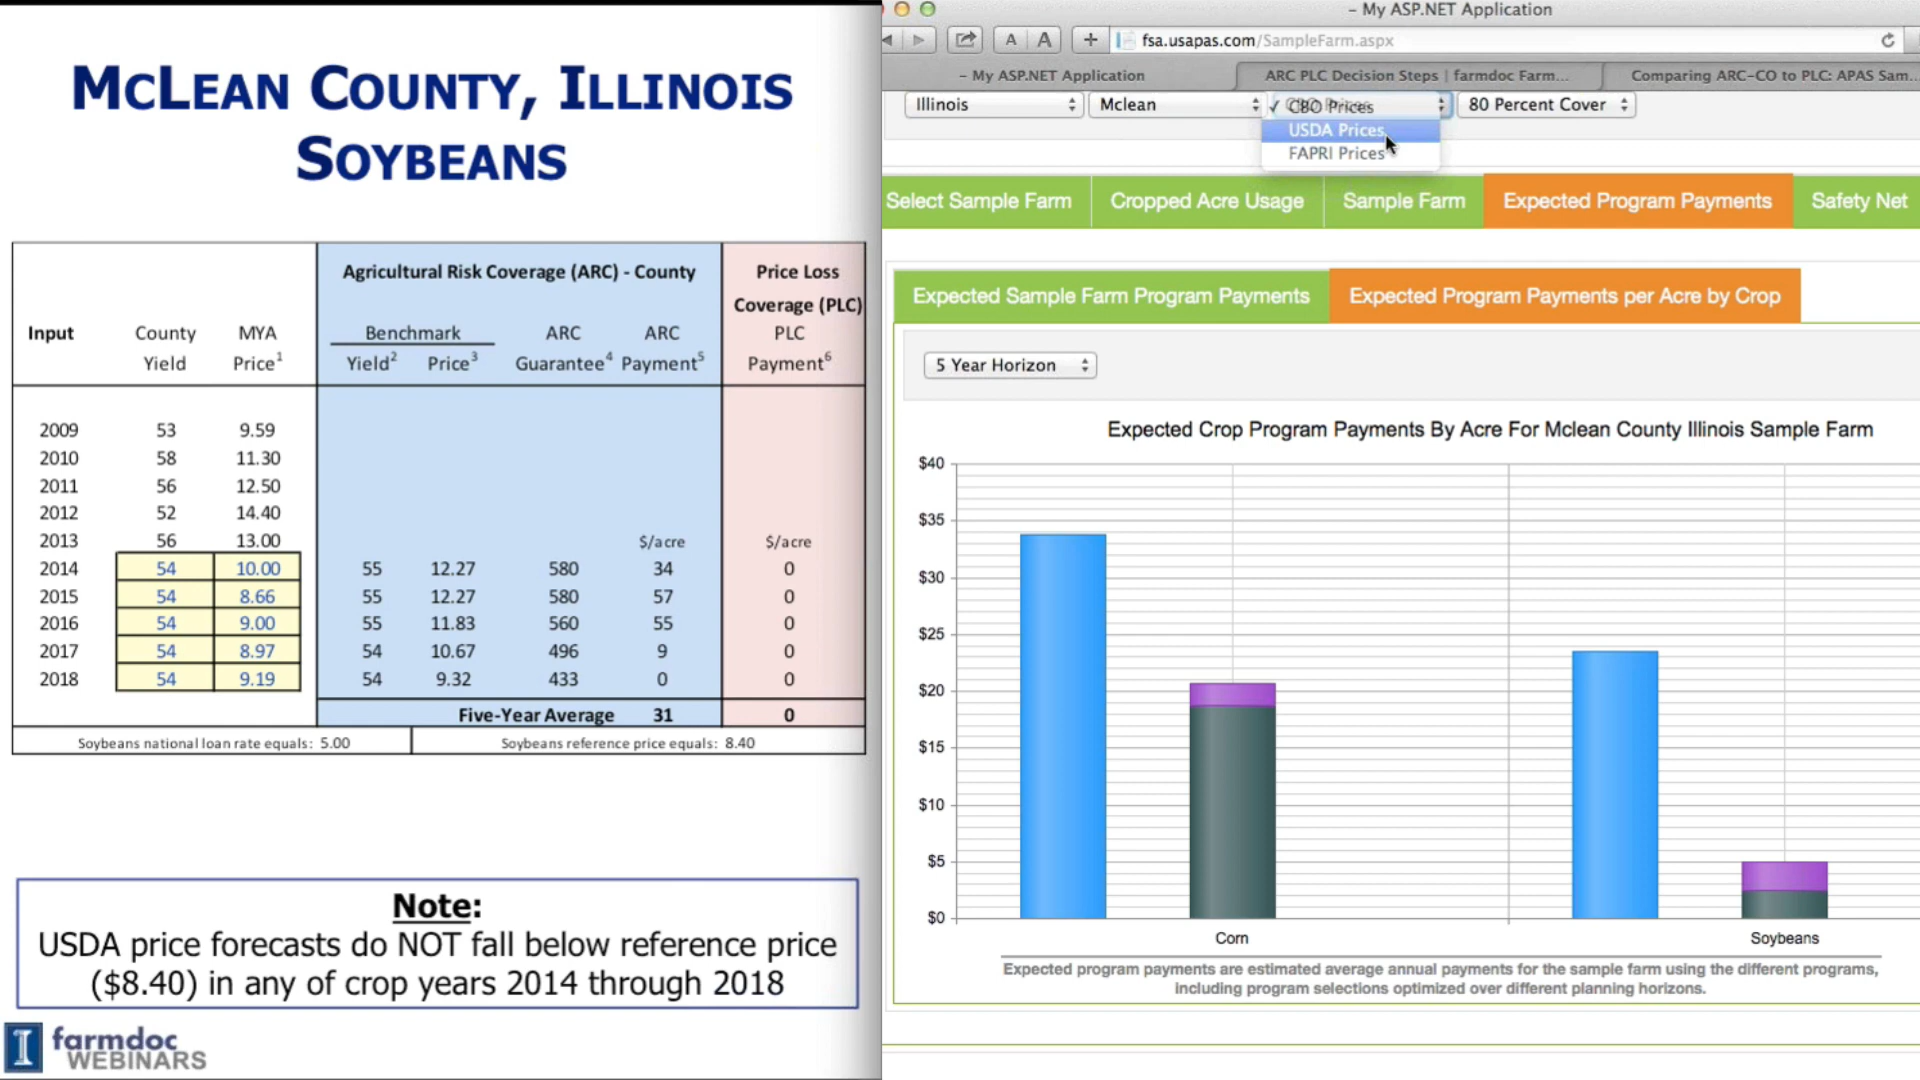 MCLEAN COUNTY, ILLINOIS
SOYBEANS
Agricultural Risk Coverage (ARC) - County Price Loss
Coverage (PLC)
Input County MYA Benchmark ARC ARC PLC
Yield Price1 Yield2 Price3 Guarantee4 Payment5 Payment6
2009 53 9.59
2010 58 11.30
2011 56 12.50
2012 52 14.40
2013 56 13.00 $/acre $/acre
2014 54 10.00 55 12.27 580 34 0
2015 54 8.66 55 12.27 580 57 0
2016 54 9.00 55 11.83 560 55 0
2017 54 8.97 54 10.67 496 9 0
2018 54 9.19 54 9.32 433 0 0
Five-Year Average 31 0
Soybeans national loan rate equals: 5.00 Soybeans reference price equals: 8.40
Note:
USDA price forecasts do NOT fall below reference price
($8.40) in any of crop years 2014 through 2018
I farmdoc
WEBINARS
– My ASP.NET Application
A A + fsa.usapas.com/SampleFarm.aspx
– My ASP.NET Application ARC PLC Decision Steps | farmdoc Farm... Comparing ARC-CO to PLC: APAS Sam...
Illinois Mclean ✓ CBO Prices 80 Percent Cover
USDA Prices
FAPRI Prices
Select Sample Farm Cropped Acre Usage Sample Farm Expected Program Payments Safety Net
Expected Sample Farm Program Payments Expected Program Payments per Acre by Crop
5 Year Horizon
Expected Crop Program Payments By Acre For Mclean County Illinois Sample Farm
$40
$35
$30
$25
$20
$15
$10
$5
$0
Corn Soybeans
Expected program payments are estimated average annual payments for the sample farm using the different programs,
including program selections optimized over different planning horizons.